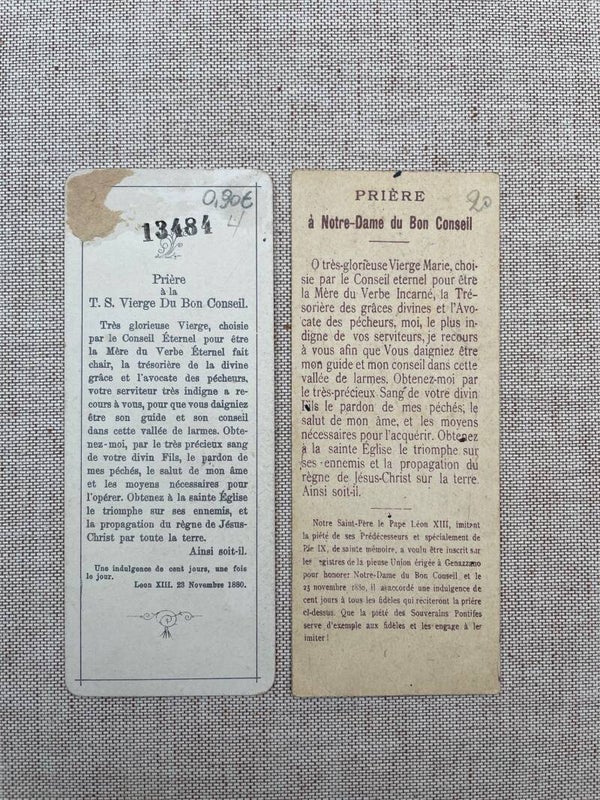 0,90€
4
13484
Prière
à la
T. S. Vierge Du Bon Conseil.
Très glorieuse Vierge, choisie
par le Conseil Éternel pour être
la Mère du Verbe Éternel fait
chair, la trésorière de la divine
grâce et l'avocate des pécheurs,
votre serviteur très indigne a re-
cours à vous, pour que vous daigniez
être son guide et son conseil
dans cette vallée de larmes. Obte-
nez-moi, par le très précieux sang
de votre divin Fils, le pardon de
mes péchés, le salut de mon âme
et les moyens nécessaires pour
l'opérer. Obtenez à la sainte Église
le triomphe sur ses ennemis, et
la propagation du règne de Jésus-
Christ par toute la terre.
Ainsi soit-il.
Une indulgence de cent jours, une fois
le jour.
Leon XIII. 23 Novembre 1880.
PRIÈRE
20
à Notre-Dame du Bon Conseil
O très-glorieuse Vierge Marie, choi-
sie par le Conseil eternel pour être
la Mère du Verbe Incarné, la Tré-
sorière des grâces divines et l'Avo-
cate des pécheurs, moi, le plus in-
digne de vos serviteurs, je recours
à vous afin que Vous daigniez être
mon guide et mon conseil dans cette
vallée de larmes. Obtenez-moi par
le très-précieux Sang de votre divin
Fils le pardon de mes péchés, le
salut de mon âme, et les moyens
nécessaires pour l'acquérir. Obtenez
à la sainte Église le triomphe sur
ses ennemis et la propagation du
règne de Jésus-Christ sur la terre.
Ainsi soit-il.
Notre Saint-Père le Pape Léon XIII, imitant
la piété de ses Prédécesseurs et spécialement de
Pie IX, de sainte mémoire, a voulu être inscrit sur
les registres de la pieuse Union érigée à Genazzano
pour honorer Notre-Dame du Bon Conseil et le
23 novembre 1880, il a accordé une indulgence de
cent jours à tous les fidèles qui réciteront la prière
ci-dessus. Que la piété des Souverains Pontifes
serve d'exemple aux fidèles et les engage à les
imiter !